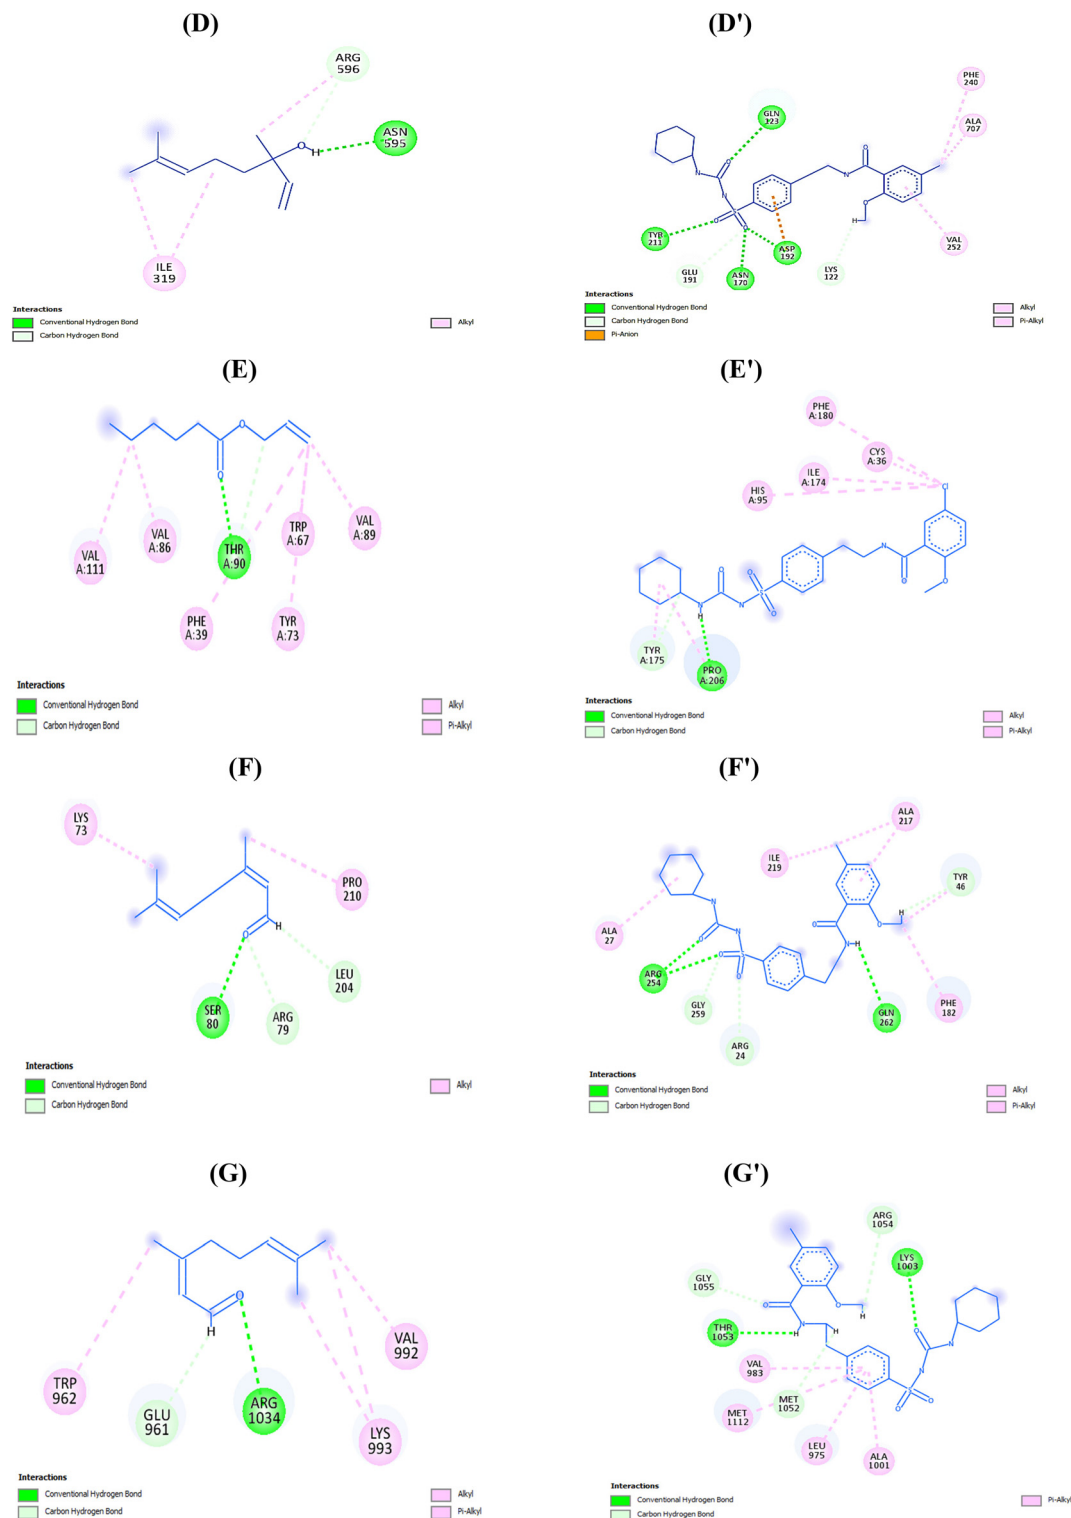 (D)
ARG
596
ASN
595
O
H
ILE
319
Interactions
Conventional Hydrogen Bond
Carbon Hydrogen Bond
Alkyl
(D')
PHE
240
ALA
707
GLN
123
O
N
N
O
S
O
N
O
O
H
TYR
211
GLU
191
ASN
170
ASP
192
LYS
122
VAL
252
Interactions
Conventional Hydrogen Bond
Carbon Hydrogen Bond
Pi-Anion
Alkyl
Pi-Alkyl
(E)
O
O
VAL
A:111
VAL
A:86
THR
A:90
TRP
A:67
VAL
A:89
PHE
A:39
TYR
A:73
Interactions
Conventional Hydrogen Bond
Carbon Hydrogen Bond
Alkyl
Pi-Alkyl
(E')
PHE
A:180
CYS
A:36
ILE
A:174
HIS
A:95
Cl
O
N
H
N
O
S
O
N
O
O
TYR
A:175
PRO
A:206
Interactions
Conventional Hydrogen Bond
Carbon Hydrogen Bond
Alkyl
Pi-Alkyl
(F)
LYS
73
PRO
210
O
H
LEU
204
SER
80
ARG
79
Interactions
Conventional Hydrogen Bond
Carbon Hydrogen Bond
Alkyl
(F')
ALA
217
ILE
219
TYR
46
ALA
27
N
O
N
O
S
O
O
N
H
O
H
ARG
254
GLY
259
ARG
24
GLN
262
PHE
182
Interactions
Conventional Hydrogen Bond
Carbon Hydrogen Bond
Alkyl
Pi-Alkyl
(G)
O
H
TRP
962
GLU
961
ARG
1034
VAL
992
LYS
993
Interactions
Conventional Hydrogen Bond
Carbon Hydrogen Bond
Alkyl
Pi-Alkyl
(G')
ARG
1054
LYS
1003
GLY
1055
THR
1053
O
O
H
N
H
H
O
N
N
S
O
O
VAL
983
MET
1112
MET
1052
LEU
975
ALA
1001
Interactions
Conventional Hydrogen Bond
Carbon Hydrogen Bond
Pi-Alkyl